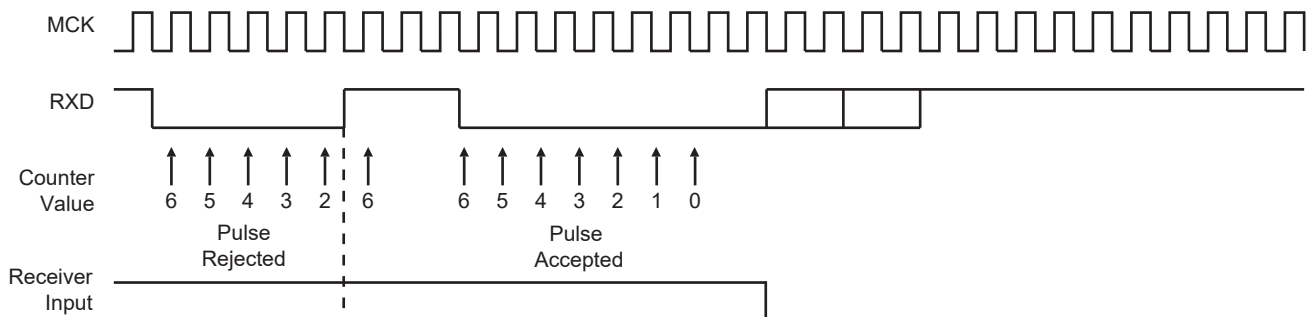 MCK
RXD
Counter
Value
6 5 4 3 2 6 6 5 4 3 2 1 0
Pulse
Rejected
Pulse
Accepted
Receiver
Input